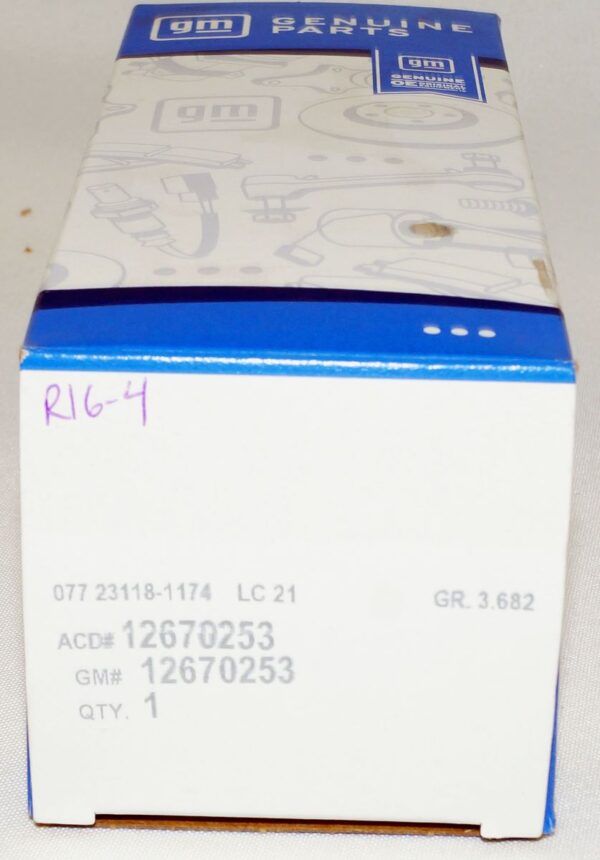 gm GENUINE PARTS
gm
GENUINE
gm
R16-4
077 23118-1174 LC 21 GR. 3.682
ACD# 12670253
GM# 12670253
QTY. 1